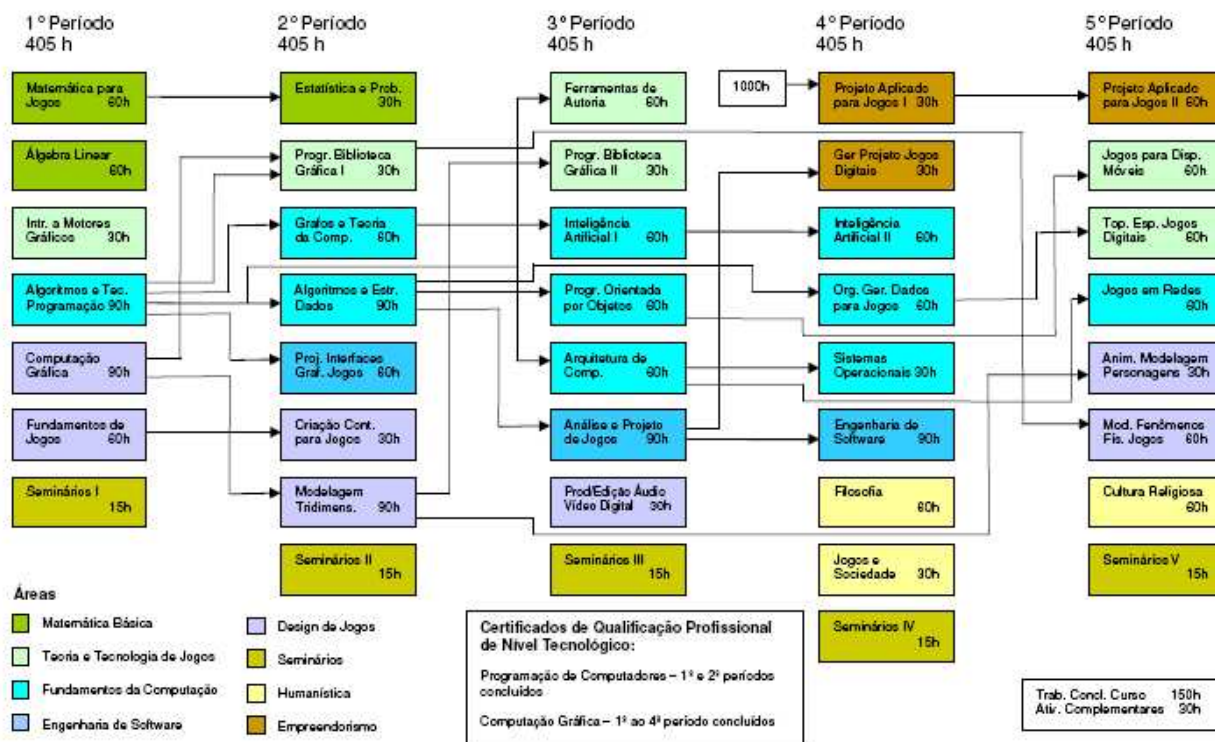 1º Período
405 h
2º Período
405 h
3º Período
405 h
4º Período
405 h
5º Período
405 h
Matemática para
Jogos 60h
Álgebra Linear
60h
Intr. a Motores
Gráficos 30h
Algoritmos e Tec.
Programação 90h
Computação
Gráfica 90h
Fundamentos de
Jogos 60h
Seminários I
15h
Estatística e Prob.
30h
Progr. Biblioteca
Gráfica I 30h
Grafos e Teoria
da Comp. 60h
Algoritmos e Estr.
Dados 90h
Proj. Interfaces
Graf. Jogos 60h
Criação Cont.
para Jogos 30h
Modelagem
Tridimens. 90h
Seminários II
15h
Ferramentas de
Autoria 60h
Progr. Biblioteca
Gráfica II 30h
Inteligência
Artificial I 60h
Progr. Orientada
por Objetos 60h
Arquitetura de
Comp. 60h
Análise e Projeto
de Jogos 90h
Prod/Edição Áudio
Vídeo Digital 30h
Seminários III
15h
1000h
Projeto Aplicado
para Jogos I 30h
Ger Projeto Jogos
Digitais 30h
Inteligência
Artificial II 60h
Org. Ger. Dados
para Jogos 60h
Sistemas
Operacionais 30h
Engenharia de
Software 90h
Filosofia
60h
Jogos e
Sociedade 30h
Seminários IV
15h
Projeto Aplicado
para Jogos II 60h
Jogos para Disp.
Móveis 60h
Top. Esp. Jogos
Digitais 60h
Jogos em Redes
60h
Anim. Modelagem
Personagens 30h
Mod. Fenômenos
Fís. Jogos 60h
Cultura Religiosa
60h
Seminários V
15h
Áreas
Matemática Básica
Teoria e Tecnologia de Jogos
Fundamentos da Computação
Engenharia de Software
Design de Jogos
Seminários
Humanística
Empreendorismo
Certificados de Qualificação Profissional
de Nível Tecnológico:
Programação de Computadores – 1º e 2º períodos
concluídos
Computação Gráfica – 1º ao 4º período concluídos
Trab. Concl. Curso 150h
Ativ. Complementares 30h